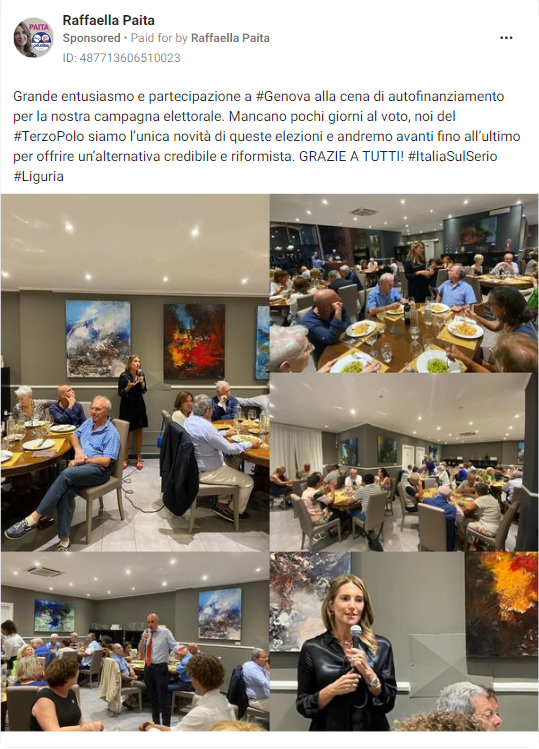 Raffaella Paita
Sponsored • Paid for by Raffaella Paita
ID: 487713606510023
Grande entusiasmo e partecipazione a #Genova alla cena di autofinanziamento
per la nostra campagna elettorale. Mancano pochi giorni al voto, noi del
#TerzoPolo siamo l’unica novità di queste elezioni e andremo avanti fino all’ultimo
per offrire un’alternativa credibile e riformista. GRAZIE A TUTTI! #ItaliaSulSerio
#Liguria
PAITA